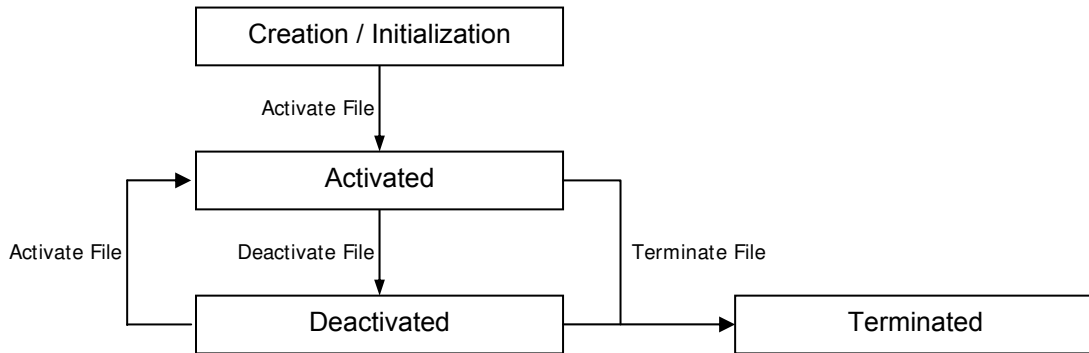 Creation / Initialization
Activate File
Activated
Activate File
Deactivate File
Terminate File
Deactivated
Terminated